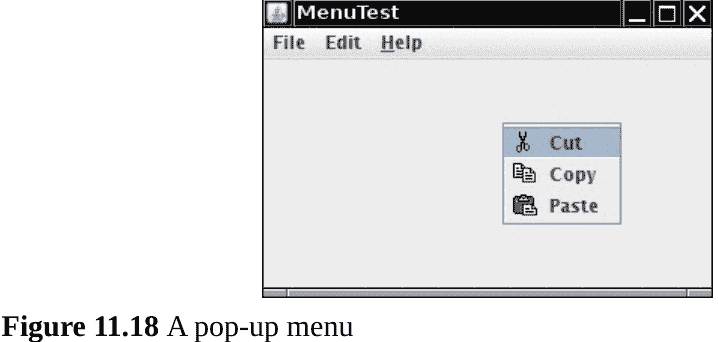 MenuTest
File Edit Help
Cut
Copy
Paste
Figure 11.18 A pop-up menu